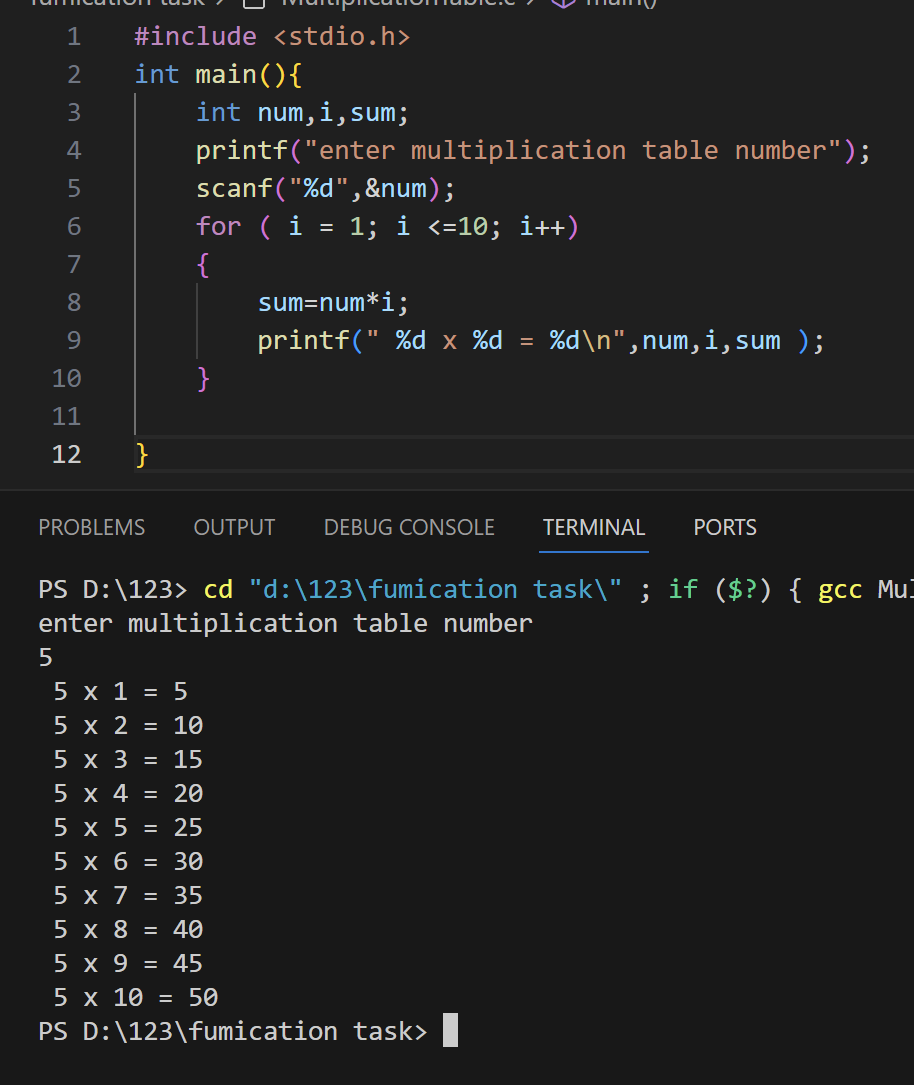 fumication task > MultiplicationTable.c > main()
1 #include <stdio.h>
2 int main(){
3     int num,i,sum;
4     printf("enter multiplication table number");
5     scanf("%d",&num);
6     for ( i = 1; i <=10; i++)
7     {
8         sum=num*i;
9         printf(" %d x %d = %d\n",num,i,sum );
10     }
11
12 }
PROBLEMS OUTPUT DEBUG CONSOLE TERMINAL PORTS
PS D:\123> cd "d:\123\fumication task\" ; if ($?) { gcc Mul
enter multiplication table number
5
 5 x 1 = 5
 5 x 2 = 10
 5 x 3 = 15
 5 x 4 = 20
 5 x 5 = 25
 5 x 6 = 30
 5 x 7 = 35
 5 x 8 = 40
 5 x 9 = 45
 5 x 10 = 50
PS D:\123\fumication task>